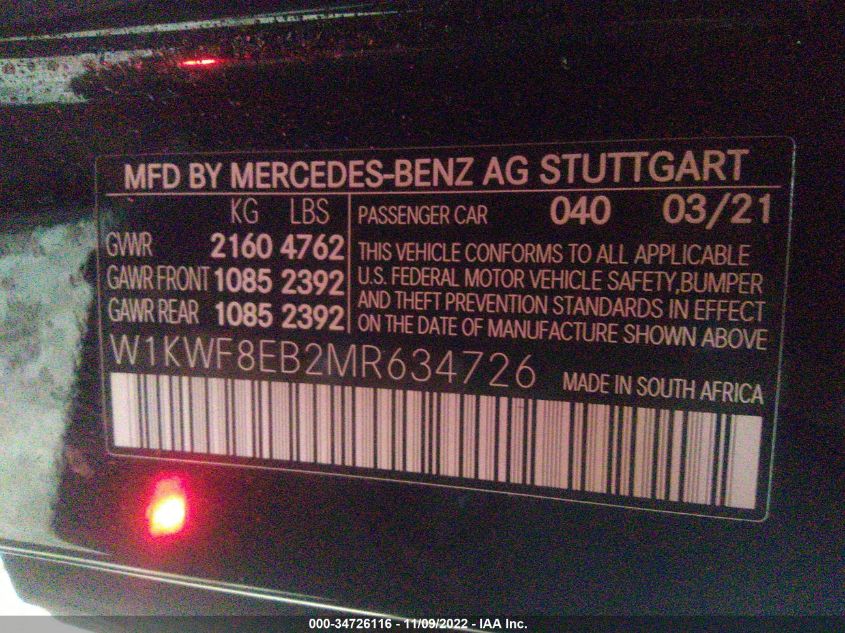 MFD BY MERCEDES-BENZ AG STUTTGART
KG LBS
GVWR 2160 4762
GAWR FRONT 1085 2392
GAWR REAR 1085 2392
PASSENGER CAR 040 03/21
THIS VEHICLE CONFORMS TO ALL APPLICABLE
U.S. FEDERAL MOTOR VEHICLE SAFETY,BUMPER
AND THEFT PREVENTION STANDARDS IN EFFECT
ON THE DATE OF MANUFACTURE SHOWN ABOVE
W1KWF8EB2MR634726 MADE IN SOUTH AFRICA
000-34726116 - 11/09/2022 - IAA Inc.